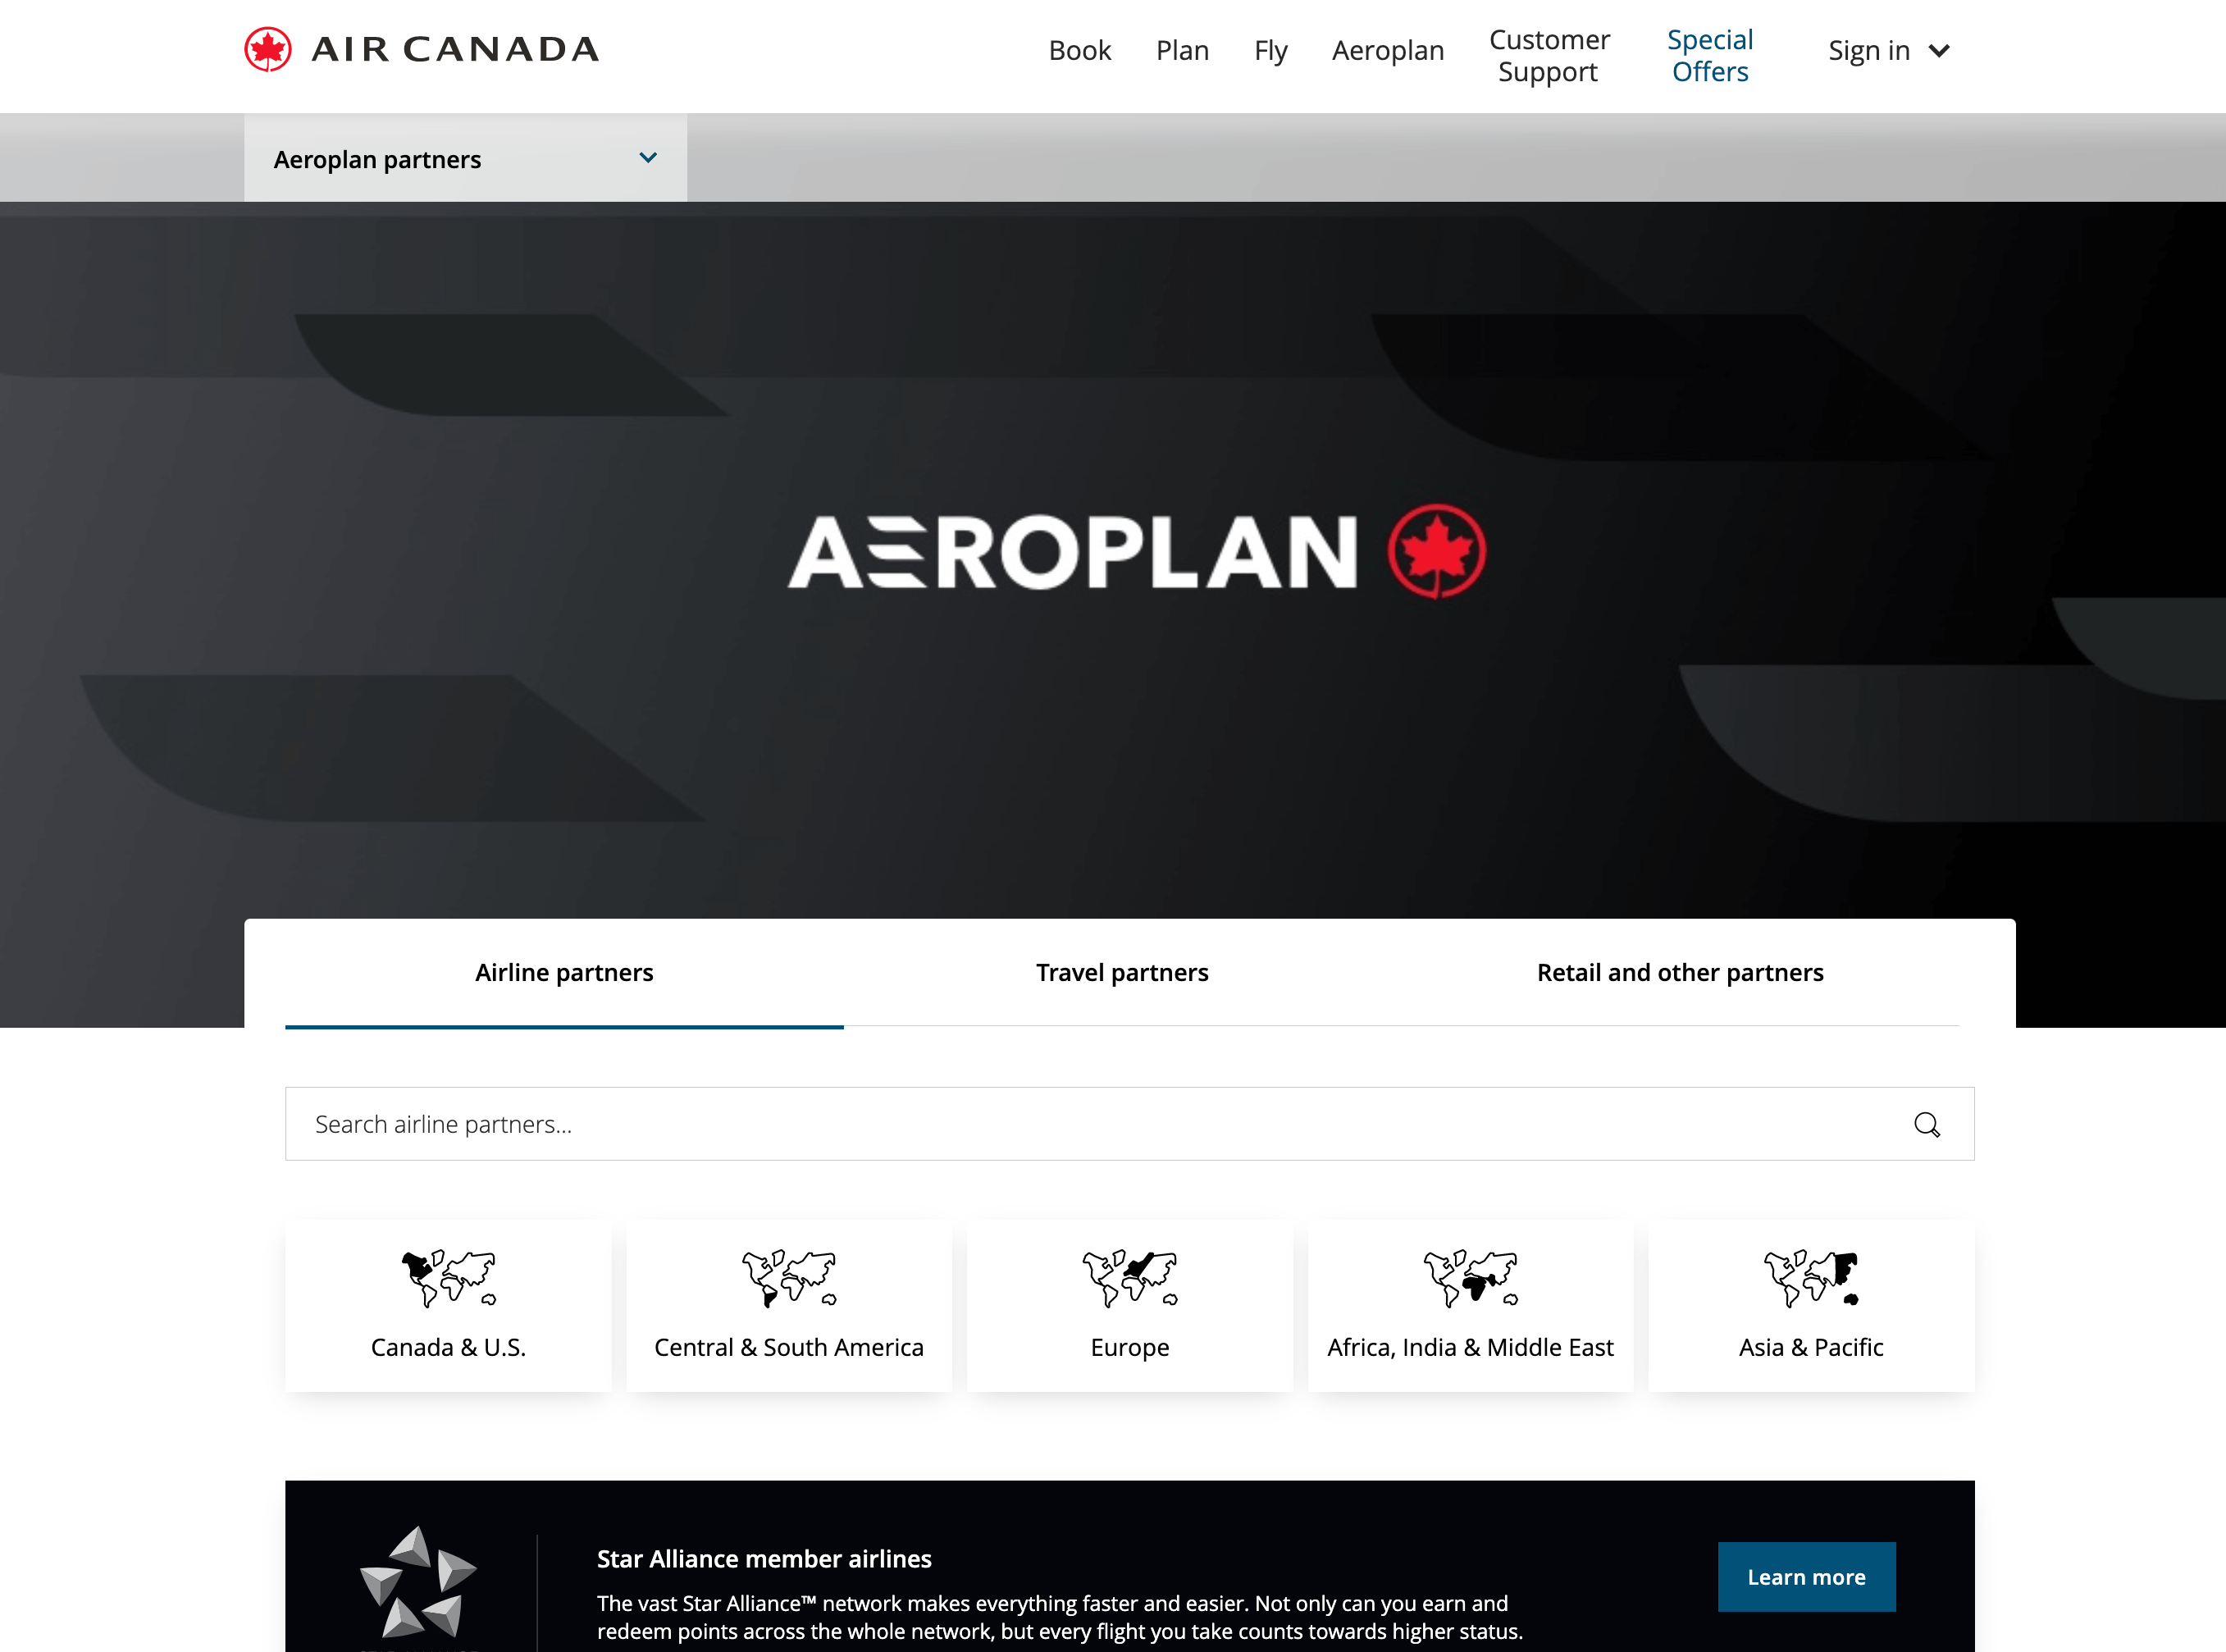 AIR CANADA
Book
Plan
Fly
Aeroplan
Customer
Support
Special
Offers
Sign in
Aeroplan partners
AEROPLAN
Airline partners
Travel partners
Retail and other partners
Search airline partners...
Canada & U.S.
Central & South America
Europe
Africa, India & Middle East
Asia & Pacific
Star Alliance member airlines
The vast Star Alliance™ network makes everything faster and easier. Not only can you earn and
redeem points across the whole network, but every flight you take counts towards higher status.
Learn more